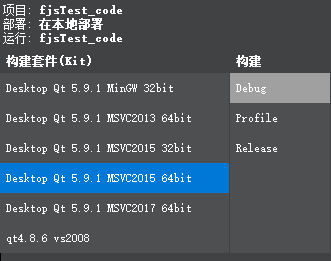 项目: fjsTest_code
部署: 在本地部署
运行: fjsTest_code
构建套件(Kit) 构建
Desktop Qt 5.9.1 MinGW 32bit Debug
Desktop Qt 5.9.1 MSVC2013 64bit Profile
Desktop Qt 5.9.1 MSVC2015 32bit Release
Desktop Qt 5.9.1 MSVC2015 64bit
Desktop Qt 5.9.1 MSVC2017 64bit
qt4.8.6 vs2008